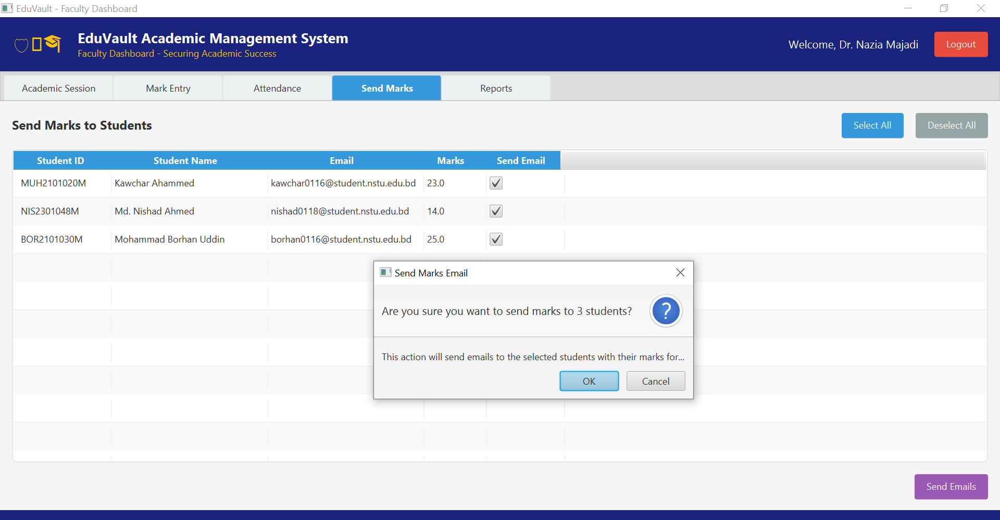 EduVault - Faculty Dashboard
EduVault Academic Management System
Faculty Dashboard - Securing Academic Success
Welcome, Dr. Nazia Majadi
Logout
Academic Session
Mark Entry
Attendance
Send Marks
Reports
Send Marks to Students
Select All
Deselect All
Student ID Student Name Email Marks Send Email
MUH2101020M Kawchar Ahammed kawchar0116@student.nstu.edu.bd 23.0
NIS2301048M Md. Nishad Ahmed nishad0118@student.nstu.edu.bd 14.0
BOR2101030M Mohammad Borhan Uddin borhan0116@student.nstu.edu.bd 25.0
Send Marks Email
Are you sure you want to send marks to 3 students?
?
This action will send emails to the selected students with their marks for...
OK
Cancel
Send Emails